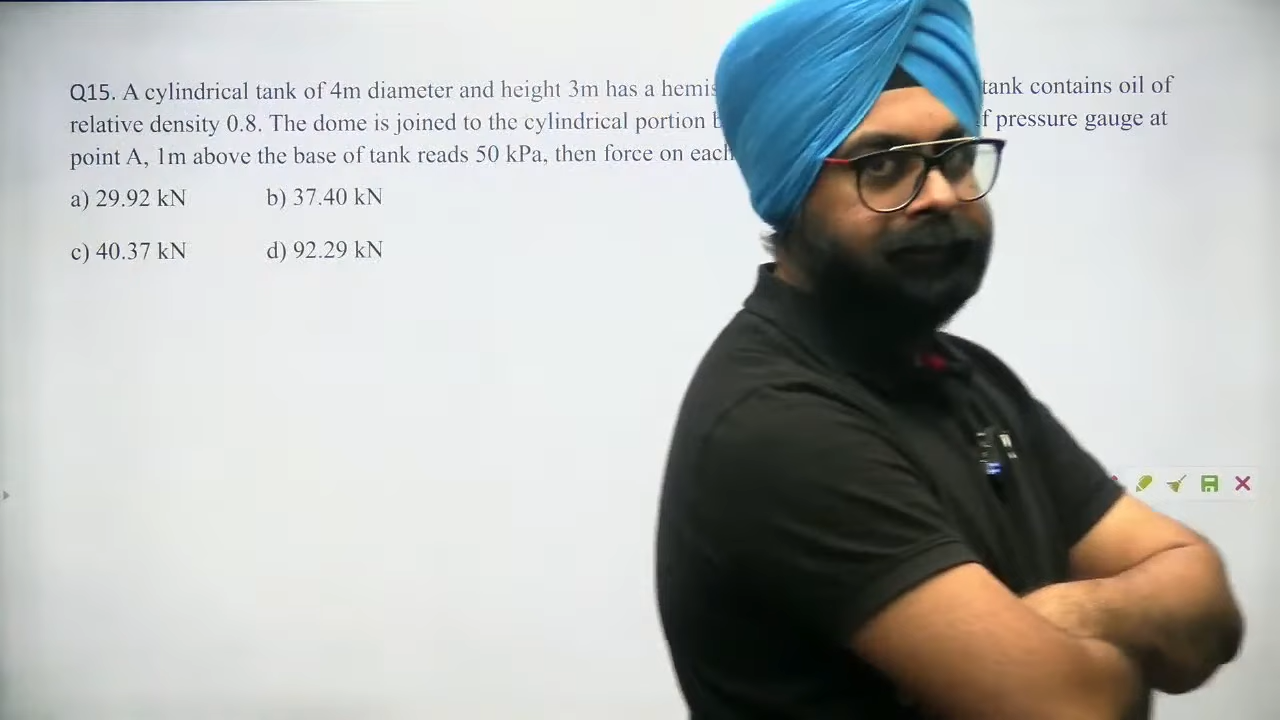 Q15. A cylindrical tank of 4m diameter and height 3m has a hemis tank contains oil of
relative density 0.8. The dome is joined to the cylindrical portion b f pressure gauge at
point A, 1m above the base of tank reads 50 kPa, then force on each
a) 29.92 kN b) 37.40 kN
c) 40.37 kN d) 92.29 kN